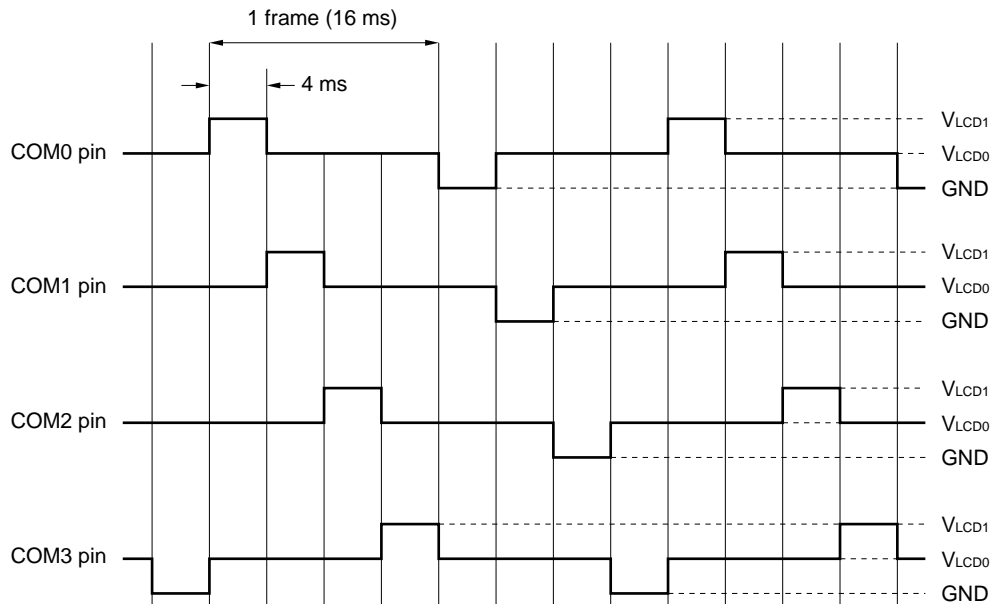 1 frame (16 ms)
4 ms
COM0 pin
VLCD1
VLCD0
GND
COM1 pin
VLCD1
VLCD0
GND
COM2 pin
VLCD1
VLCD0
GND
COM3 pin
VLCD1
VLCD0
GND